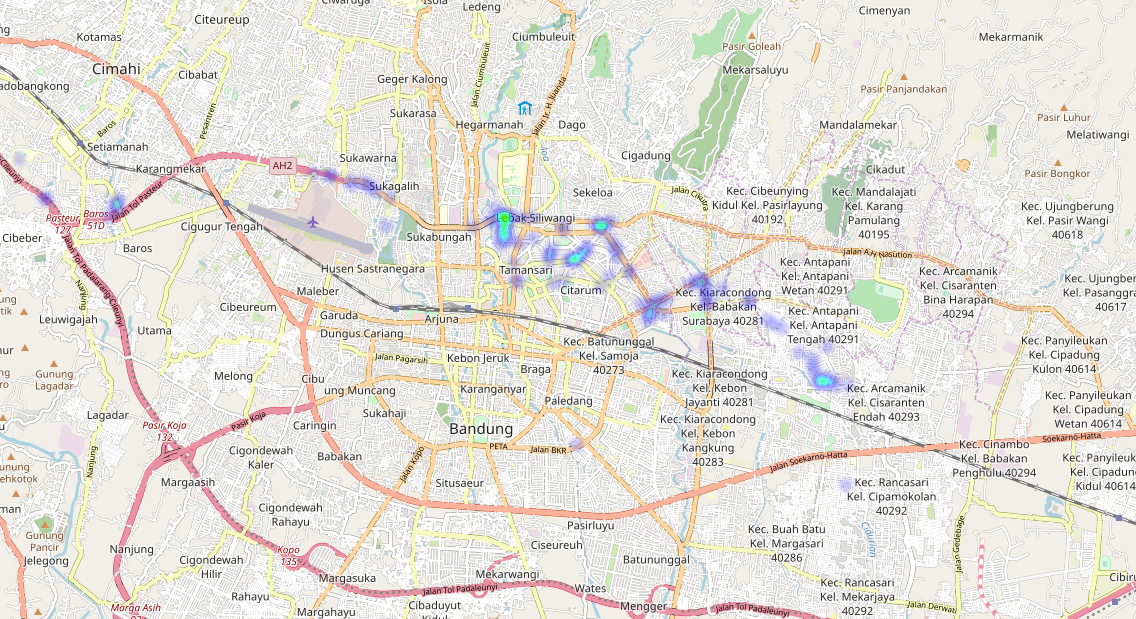 Ciwaruga
Isola
Ledeng
Citeureup
Cimenyan
Kotamas
Ciumbuleuit
Mekarmanik
Pasir Goleah
Cimahi
Cibabat
Geger Kalong
Jalan Ciumbuleuit
Mekarsaluyu
Pasir Panjandakan
Pesantren
Sukarasa
Jalan Ir. H. Juanda
Pasir Luhur
Baros
Hegarmanah
Dago
Mandalamekar
Melatiwangi
Setiamanah
Sukawarna
Cigadung
Karangmekar
AH2
Cikadut
Pasir Bongkor
Sukagalih
Sekeloa
Jalan Cikutra
Kec. Cibeunying
Kidul Kel. Pasirlayung
40192
Kec. Mandalajati
Kel. Karang
Pamulang
40195
Kec. Ujungberung
Kel. Pasir Wangi
40618
Jalan Tol Pasteur
Pasteur
127
Baros
51D
Lebak-Siliwangi
Cibeber
Cigugur Tengah
Sukabungah
Baros
Jalan A.H. Nasution
Husen Sastranegara
Tamansari
Kec. Antapani
Kel. Antapani
Wetan 40291
Kec. Arcamanik
Kel. Cisaranten
Bina Harapan
40294
Kec. Ujungberung
Kel. Pasanggrahan
40617
Nanjung
Jalan Tol Padalarang-Cileunyi
Maleber
Citarum
Kec. Kiaracondong
Kel. Babakan
Surabaya 40281
Cibeureum
Garuda
Arjuna
Kec. Antapani
Kel. Antapani
Tengah 40291
Leuwigajah
Utama
Dungus Cariang
Kec. Batununggal
Kel. Samoja
40273
Kec. Panyileukan
Kel. Cipadung
Kulon 40614
Jalan Pagarsih
Kebon Jeruk
Braga
Gunung
Lagadar
Melong
Cibu
ung Muncang
Karanganyar
Kec. Kiaracondong
Kel. Kebon
Jayanti 40281
Kec. Arcamanik
Kel. Cisaranten
Endah 40293
Kec. Panyileukan
Kel. Cipadung
Wetan 40614
Paledang
Lagadar
Sukahaji
Pasir Koja
Pasir Koja
132
Caringin
Bandung
Kec. Kiaracondong
Kel. Kebon
Kangkung
40283
PETA
Jalan BKR
Soekarno-Hatta
Nanjung
Cigondewah
Kaler
Babakan
Jalan Kopo
Jalan Soekarno-Hatta
Kec. Cinambo
Kel. Babakan
Penghulu 40294
Kec. Panyileukan
Kel. Cipadung
Kidul 40614
Margaasih
Situsaeur
Kec. Rancasari
Kel. Cipamokolan
40292
Cigondewah
Rahayu
Pasirluyu
Cidurian
Kec. Buah Batu
Kel. Margasari
40286
Gunung
Pancir
Jelegong
Nanjung
Ciseureuh
Kopo
135
Cigondewah
Hilir
Batununggal
Gedebage
Margasuka
Mekarwangi
Wates
Jalan Tol Padaleunyi
Kec. Rancasari
Kel. Mekarjaya
40292
Rahayu
Marga Asih
Margahayu
Cibaduyut
Mengger
Jalan Tol Padaleunyi
Jalan Derwati